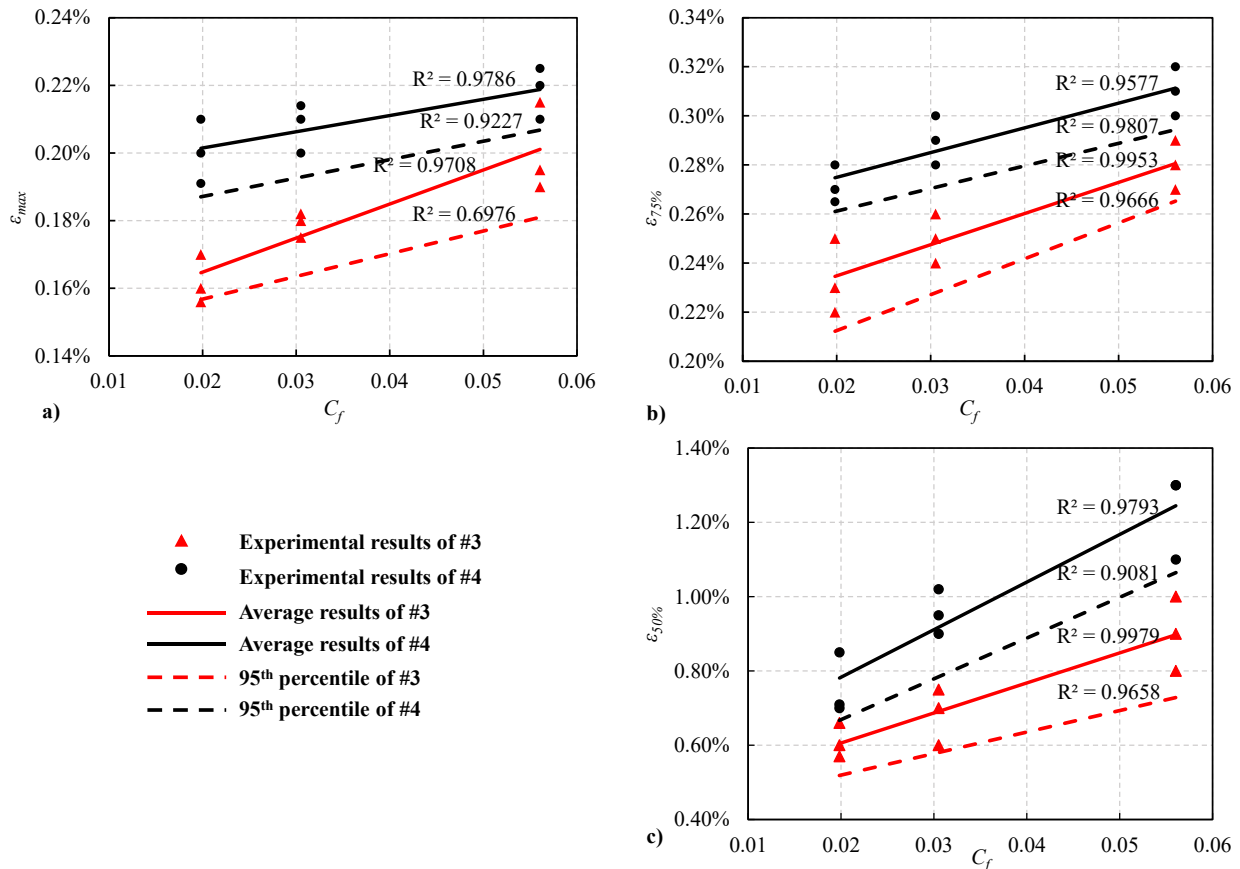 0.24%
0.22%
0.20%
0.18%
0.16%
0.14%
ε_max
R² = 0.9786
R² = 0.9227
R² = 0.9708
R² = 0.6976
0.01 0.02 0.03 0.04 0.05 0.06
a)
C_f
0.34%
0.32%
0.30%
0.28%
0.26%
0.24%
0.22%
0.20%
ε_75%
R² = 0.9577
R² = 0.9807
R² = 0.9953
R² = 0.9666
0.01 0.02 0.03 0.04 0.05 0.06
b)
C_f
Experimental results of #3
Experimental results of #4
Average results of #3
Average results of #4
95th percentile of #3
95th percentile of #4
1.40%
1.20%
1.00%
0.80%
0.60%
0.40%
ε_50%
R² = 0.9793
R² = 0.9081
R² = 0.9979
R² = 0.9658
0.01 0.02 0.03 0.04 0.05 0.06
c)
C_f